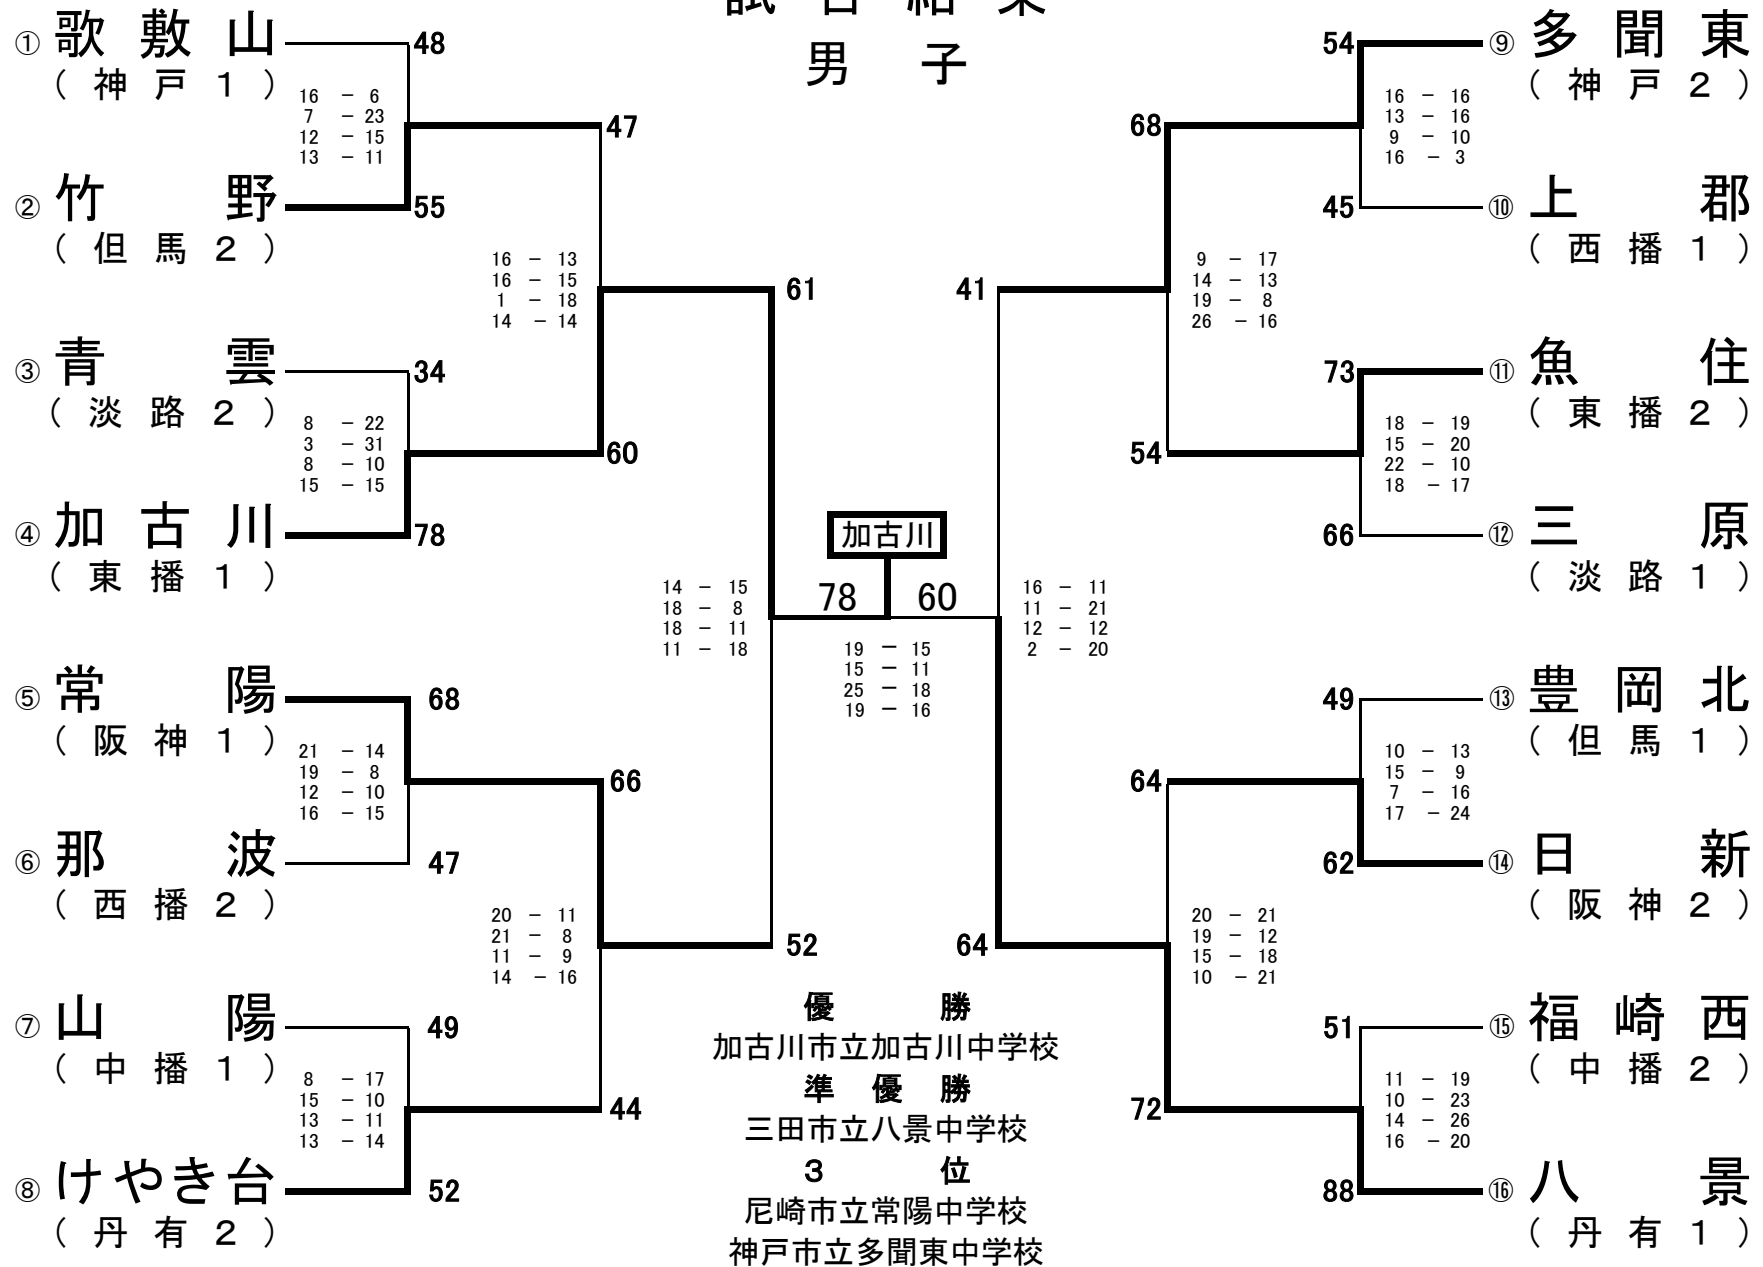 試合結果
男子
① 歌敷山 48
(神戸1)
16 − 6
7 − 23
12 − 15
13 − 11
47
② 竹野 55
(但馬2)
16 − 13
16 − 15
1 − 18
14 − 14
61
③ 青雲 34
(淡路2)
8 − 22
3 − 31
8 − 10
15 − 15
60
④ 加古川 78
(東播1)
14 − 15
18 − 8
18 − 11
11 − 18
⑤ 常陽 68
(阪神1)
21 − 14
19 − 8
12 − 10
16 − 15
66
⑥ 那波 47
(西播2)
20 − 11
21 − 8
11 − 9
14 − 16
52
⑦ 山陽 49
(中播1)
8 − 17
15 − 10
13 − 11
13 − 14
44
⑧ けやき台 52
(丹有2)
加古川
78 60
19 − 15
15 − 11
25 − 18
19 − 16
54 ⑨ 多聞東
(神戸2)
16 − 16
13 − 16
9 − 10
16 − 3
68
45 ⑩ 上郡
(西播1)
9 − 17
14 − 13
19 − 8
26 − 16
41
73 ⑪ 魚住
(東播2)
18 − 19
15 − 20
22 − 10
18 − 17
54
66 ⑫ 三原
(淡路1)
16 − 11
11 − 21
12 − 12
2 − 20
49 ⑬ 豊岡北
(但馬1)
10 − 13
15 − 9
7 − 16
17 − 24
64
62 ⑭ 日新
(阪神2)
20 − 21
19 − 12
15 − 18
10 − 21
64
51 ⑮ 福崎西
(中播2)
11 − 19
10 − 23
14 − 26
16 − 20
72
88 ⑯ 八景
(丹有1)
優勝
加古川市立加古川中学校
準優勝
三田市立八景中学校
3位
尼崎市立常陽中学校
神戸市立多聞東中学校